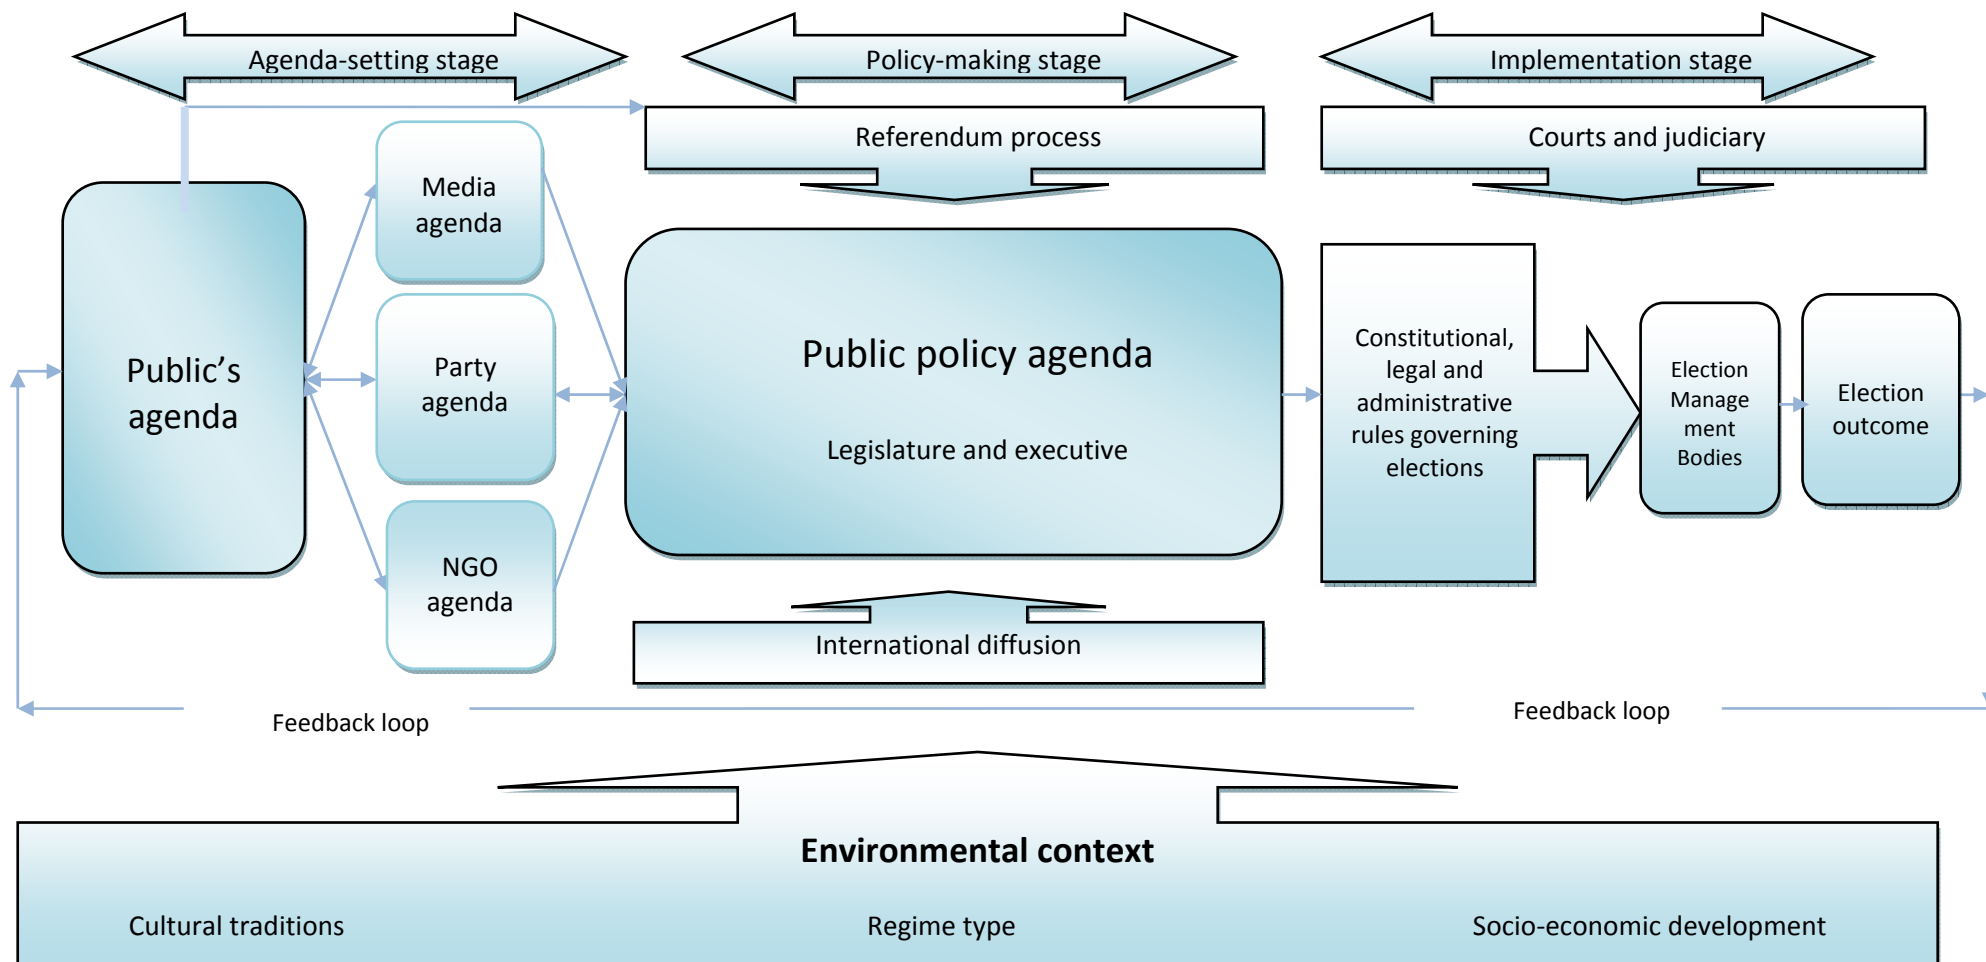 Agenda-setting stage
Policy-making stage
Implementation stage
Referendum process
Courts and judiciary
Public’s
agenda
Media
agenda
Party
agenda
NGO
agenda
Public policy agenda
Legislature and executive
International diffusion
Constitutional,
legal and
administrative
rules governing
elections
Election
Manage
ment
Bodies
Election
outcome
Feedback loop
Feedback loop
Environmental context
Cultural traditions
Regime type
Socio-economic development